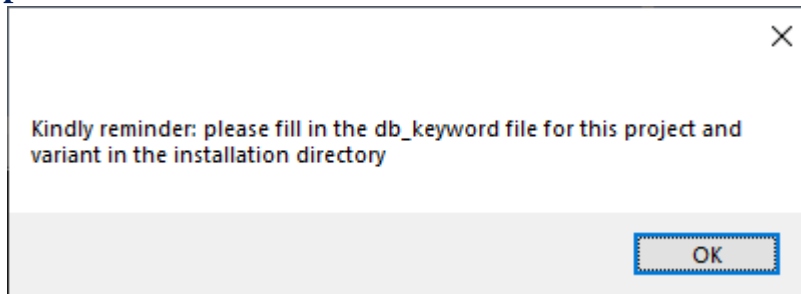 Kindly reminder: please fill in the db_keyword file for this project and
variant in the installation directory
OK